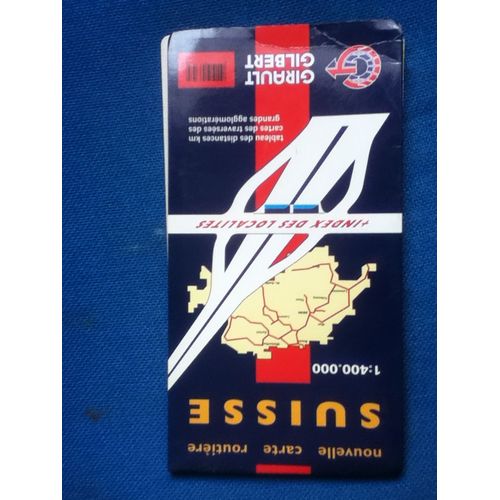 nouvelle carte routière
SUISSE
1:400.000
+INDEX DES LOCALITES
tableau des distances km
cartes des traversées des
grandes agglomérations
GIRAULT
GILBERT